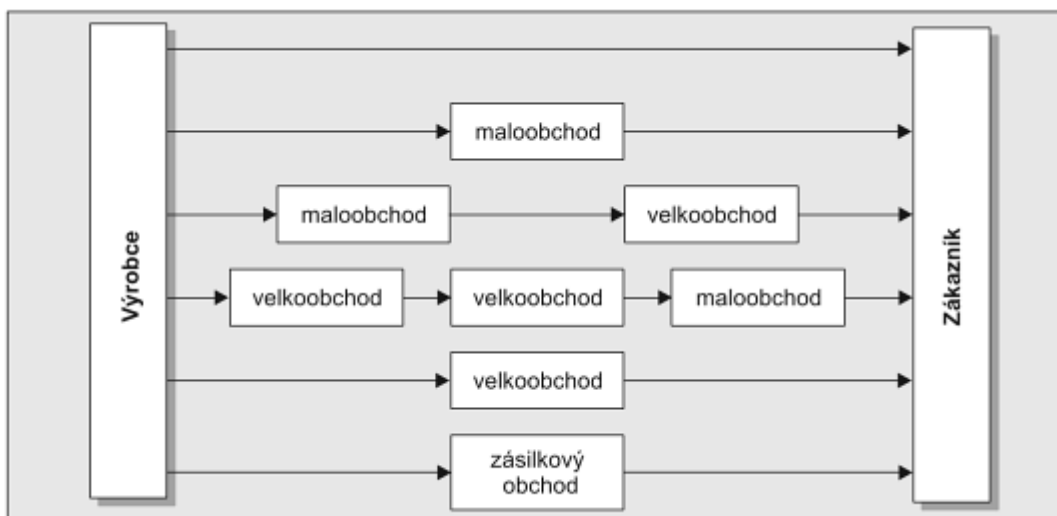 Výrobce
maloobchod
maloobchod
velkoobchod
velkoobchod
velkoobchod
maloobchod
velkoobchod
zásilkový
obchod
Zákazník